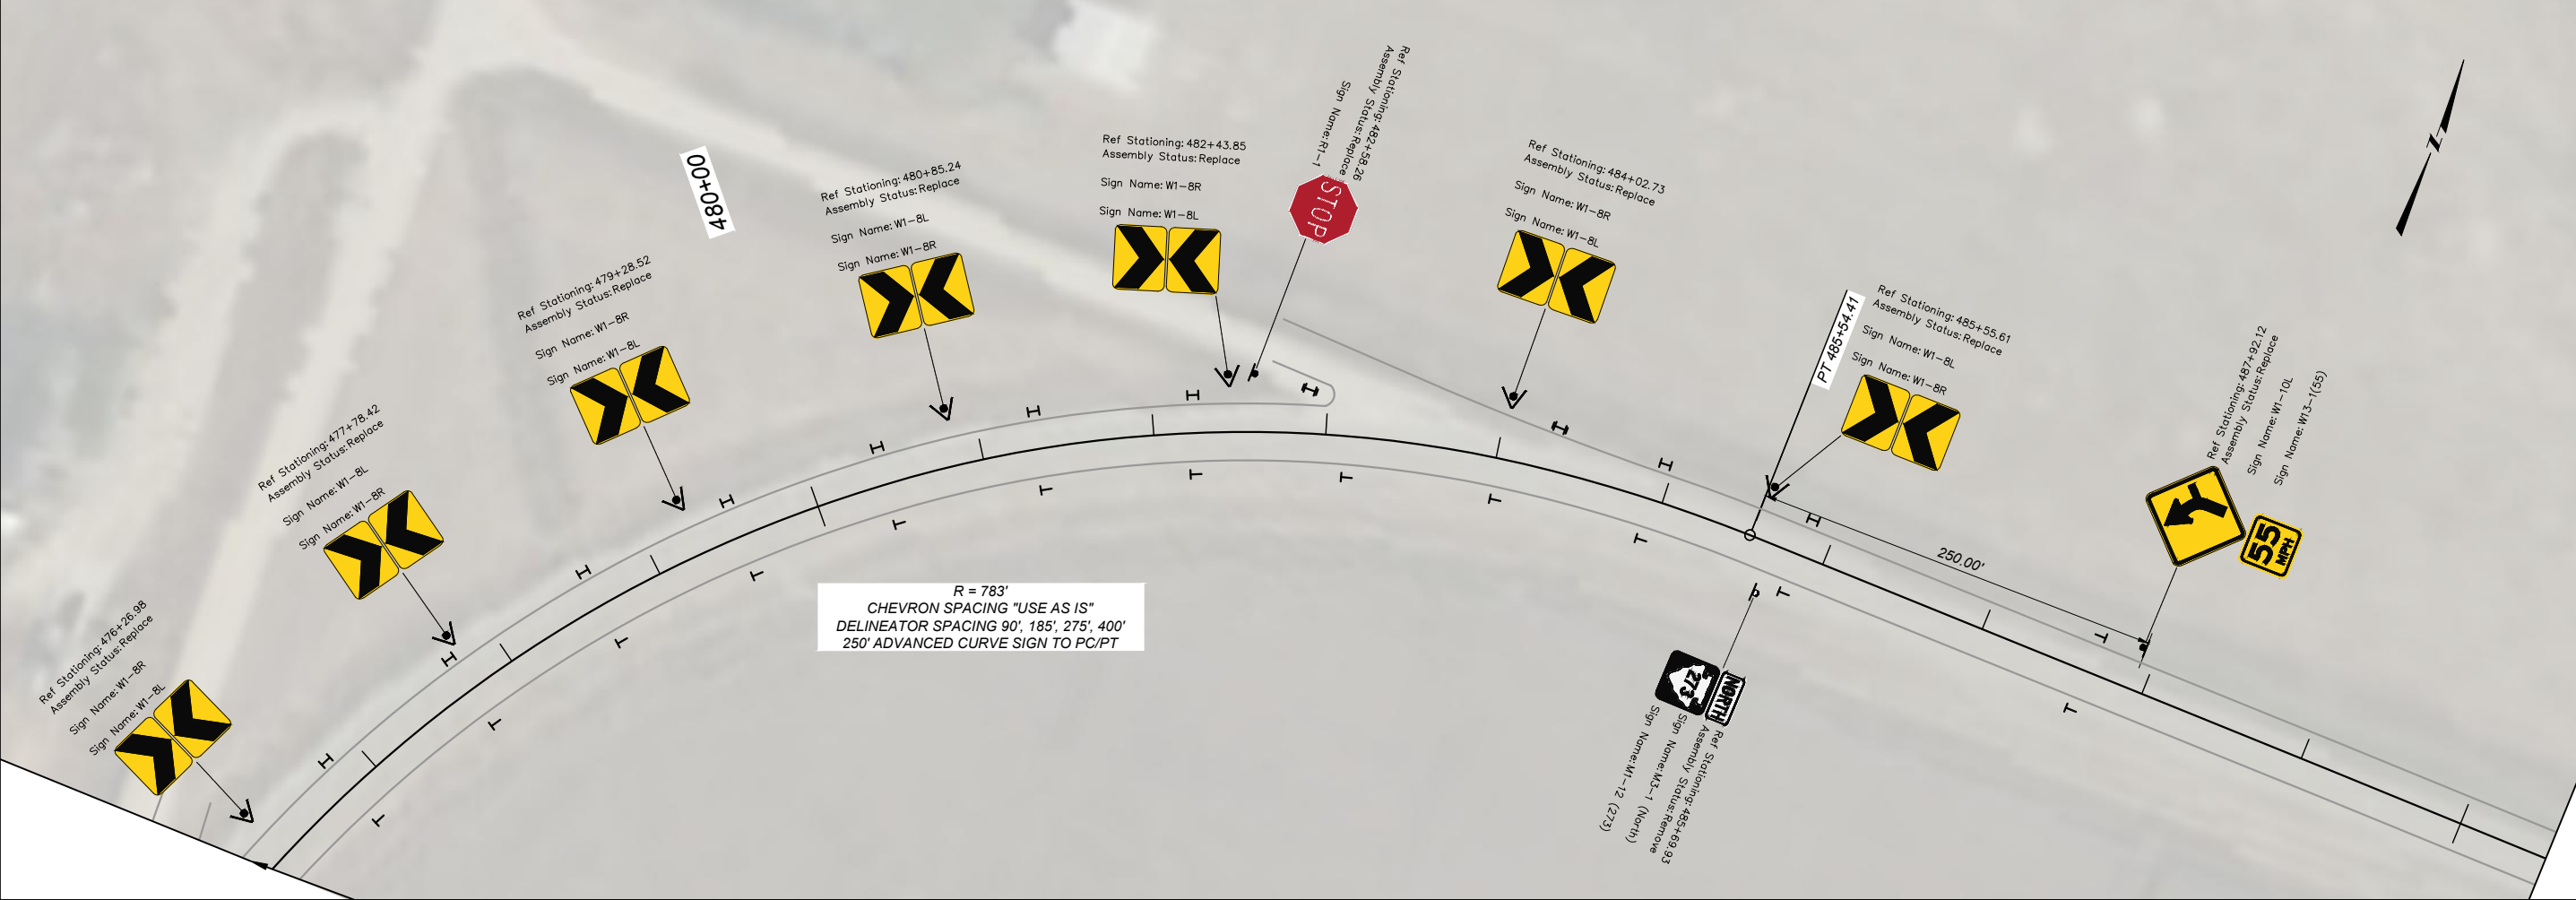 Ref Stationing: 476+26.98
Assembly Status: Replace
Sign Name: W1-8R
Sign Name: W1-8L
Ref Stationing: 477+78.42
Assembly Status: Replace
Sign Name: W1-8L
Sign Name: W1-8R
Ref Stationing: 479+28.52
Assembly Status: Replace
Sign Name: W1-8R
Sign Name: W1-8L
480+00
Ref Stationing: 480+85.24
Assembly Status: Replace
Sign Name: W1-8L
Sign Name: W1-8R
Ref Stationing: 482+43.85
Assembly Status: Replace
Sign Name: W1-8R
Sign Name: W1-8L
Ref Stationing: 482+58.26
Assembly Status: Replace
Sign Name: R1-1
STOP
Ref Stationing: 484+02.73
Assembly Status: Replace
Sign Name: W1-8R
Sign Name: W1-8L
PT 485+54.41
Ref Stationing: 485+55.61
Assembly Status: Replace
Sign Name: W1-8L
Sign Name: W1-8R
250.00'
Ref Stationing: 487+92.12
Assembly Status: Replace
Sign Name: W1-10L
Sign Name: W13-1(55)
55
MPH
N
R = 783'
CHEVRON SPACING "USE AS IS"
DELINEATOR SPACING 90', 185', 275', 400'
250' ADVANCED CURVE SIGN TO PC/PT
NORTH
273
Ref Stationing: 485+69.93
Assembly Status: Remove
Sign Name: M3-1 (North)
Sign Name: M1-12 (273)